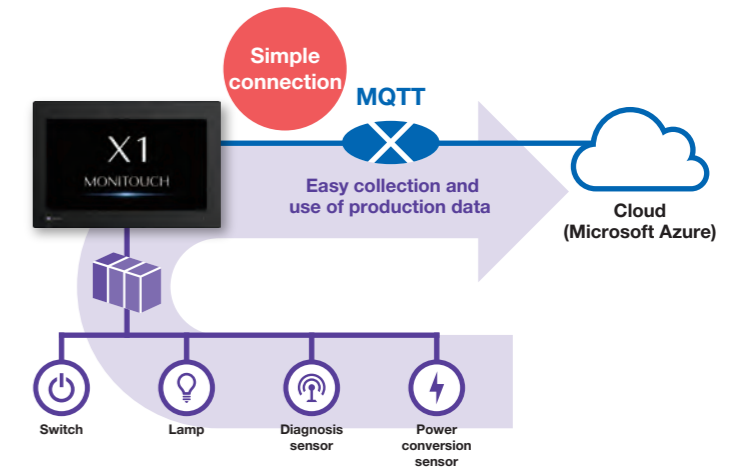 Simple
connection
MQTT
X1
MONITOUCH
Easy collection and
use of production data
Cloud
(Microsoft Azure)
Switch
Lamp
Diagnosis
sensor
Power
conversion
sensor